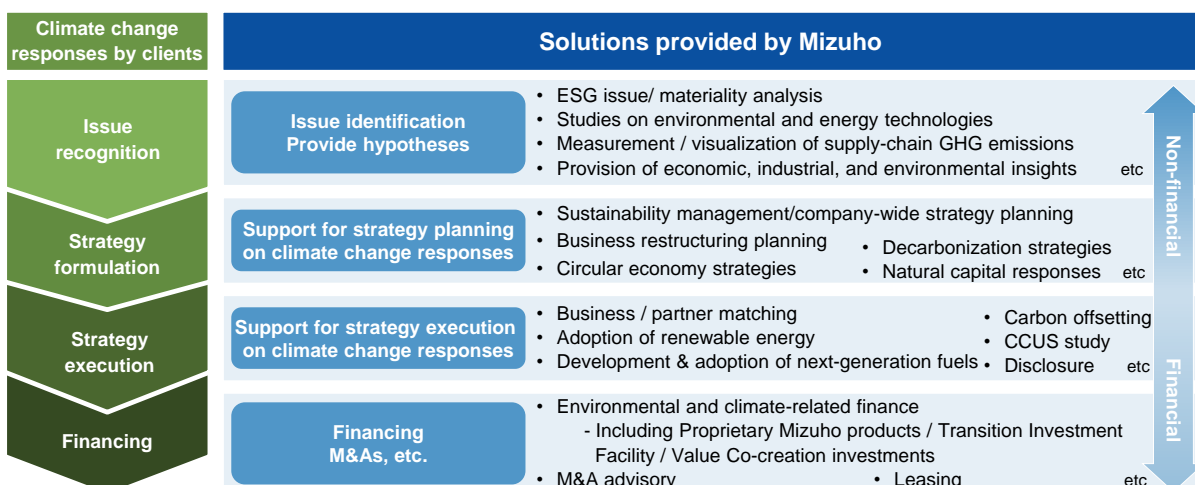 Climate change
responses by clients
Solutions provided by Mizuho
Issue
recognition
Issue identification
Provide hypotheses
• ESG issue/ materiality analysis
• Studies on environmental and energy technologies
• Measurement / visualization of supply-chain GHG emissions
• Provision of economic, industrial, and environmental insights etc
Strategy
formulation
Support for strategy planning
on climate change responses
• Sustainability management/company-wide strategy planning
• Business restructuring planning
• Circular economy strategies
• Decarbonization strategies
• Natural capital responses etc
Strategy
execution
Support for strategy execution
on climate change responses
• Business / partner matching
• Adoption of renewable energy
• Development & adoption of next-generation fuels
• Carbon offsetting
• CCUS study
• Disclosure etc
Financing
Financing
M&As, etc.
• Environmental and climate-related finance
- Including Proprietary Mizuho products / Transition Investment
Facility / Value Co-creation investments
• M&A advisory
• Leasing etc
Non-financial
Financial